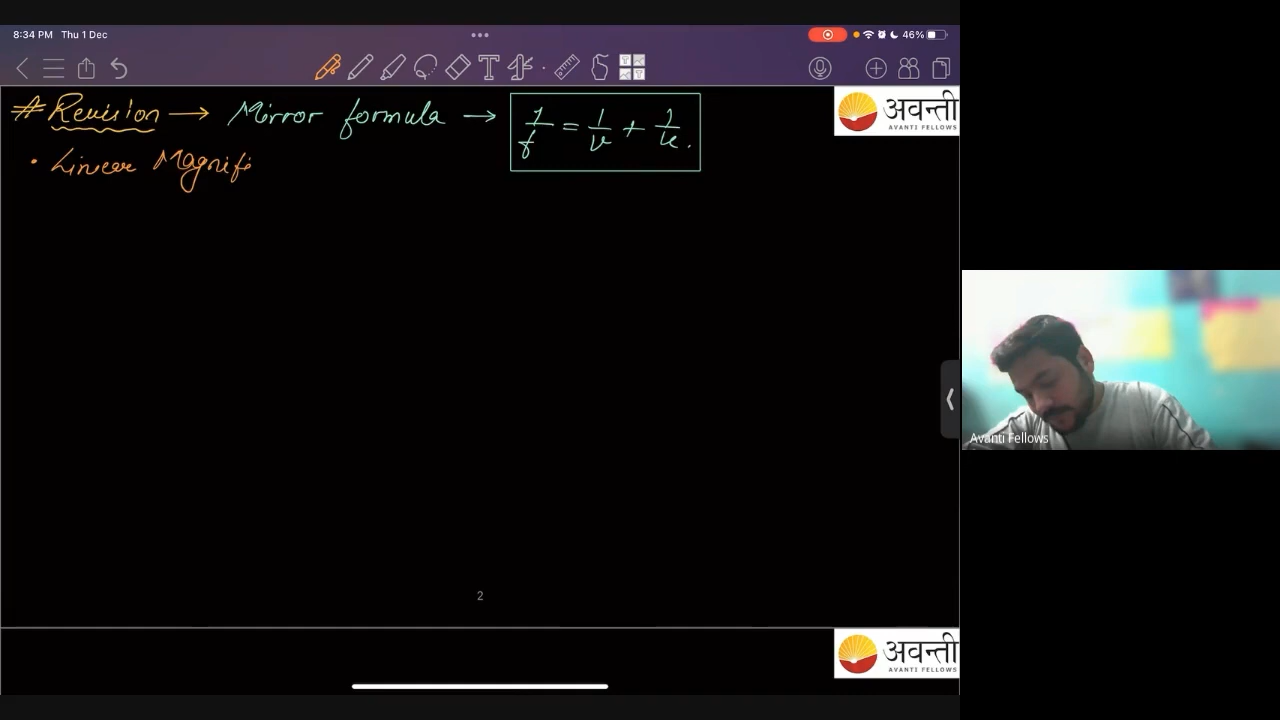 8:34 PM Thu 1 Dec
46%
# Revision → Mirror formula → 1/f = 1/v + 1/u.
अवन्ती
AVANTI FELLOWS
• Linear Magnifi
Avanti Fellows
2
अवन्ती
AVANTI FELLOWS